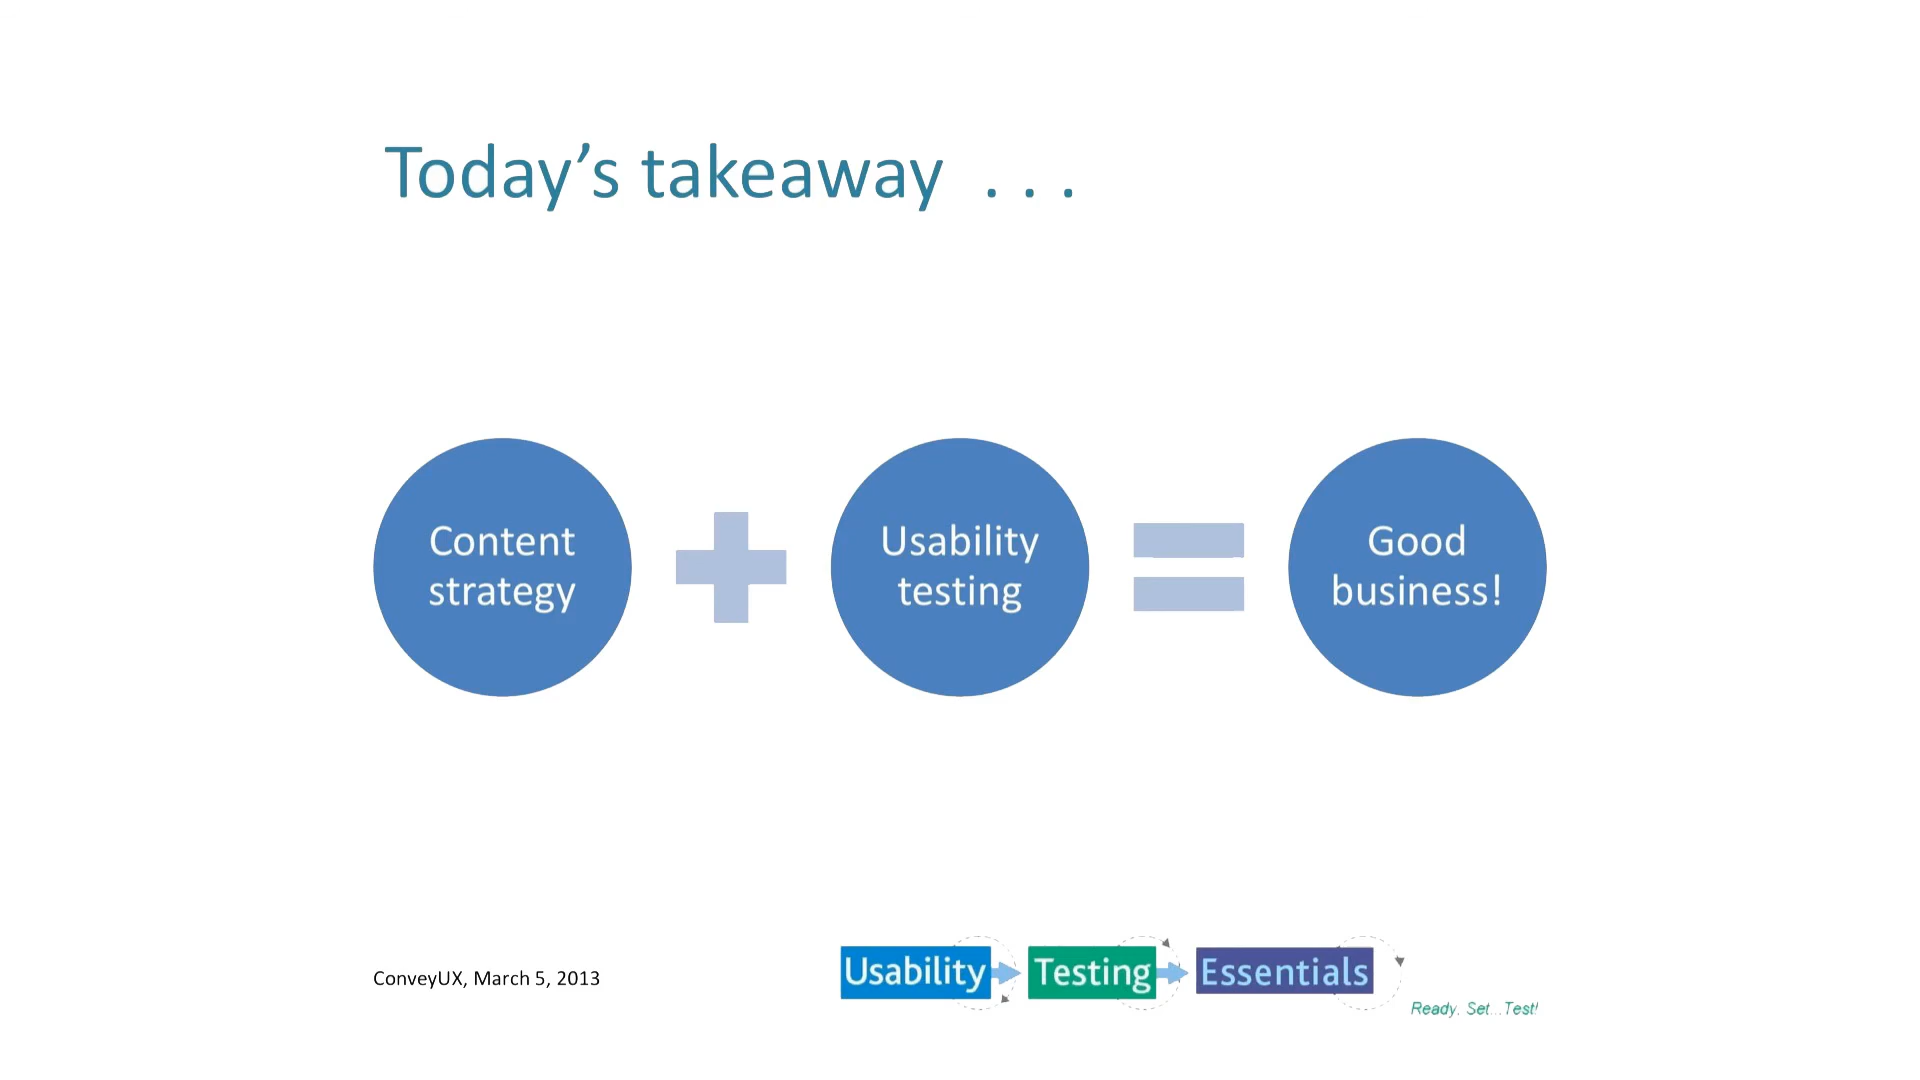 Today’s takeaway . . .
Content
strategy
Usability
testing
Good
business!
ConveyUX, March 5, 2013
Usability Testing Essentials
Ready, Set...Test!